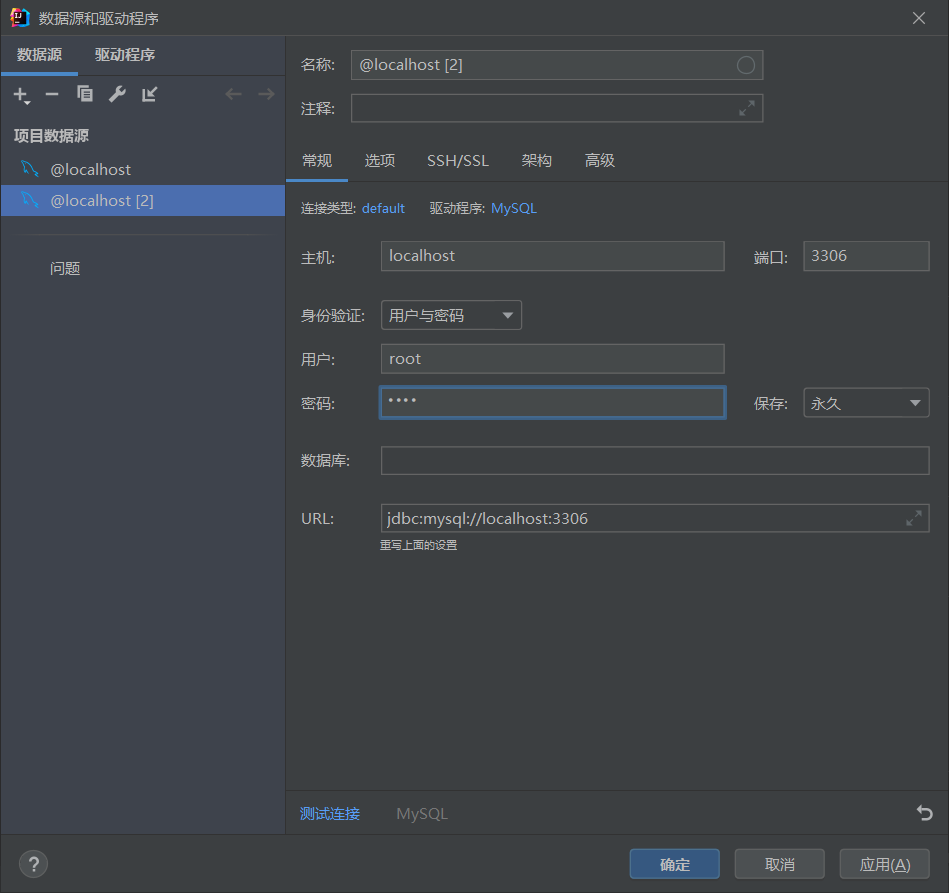 数据源和驱动程序
数据源 驱动程序
项目数据源
@localhost
@localhost [2]
问题
名称: @localhost [2]
注释:
常规 选项 SSH/SSL 架构 高级
连接类型: default 驱动程序: MySQL
主机: localhost 端口: 3306
身份验证: 用户与密码
用户: root
密码: •••• 保存: 永久
数据库:
URL: jdbc:mysql://localhost:3306
重写上面的设置
测试连接 MySQL
? 确定 取消 应用(A)